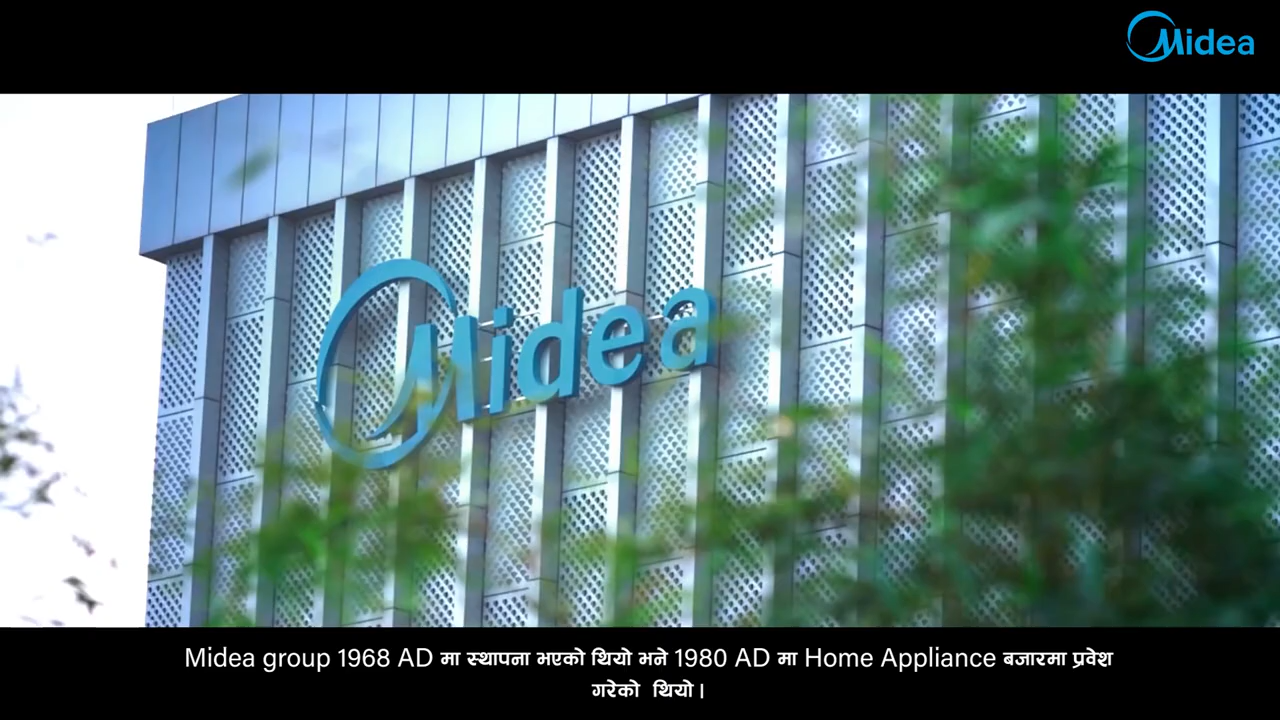 Midea
Midea
Midea group 1968 AD मा स्थापना भएको थियो भने 1980 AD मा Home Appliance बजारमा प्रवेश
गरेको थियो।